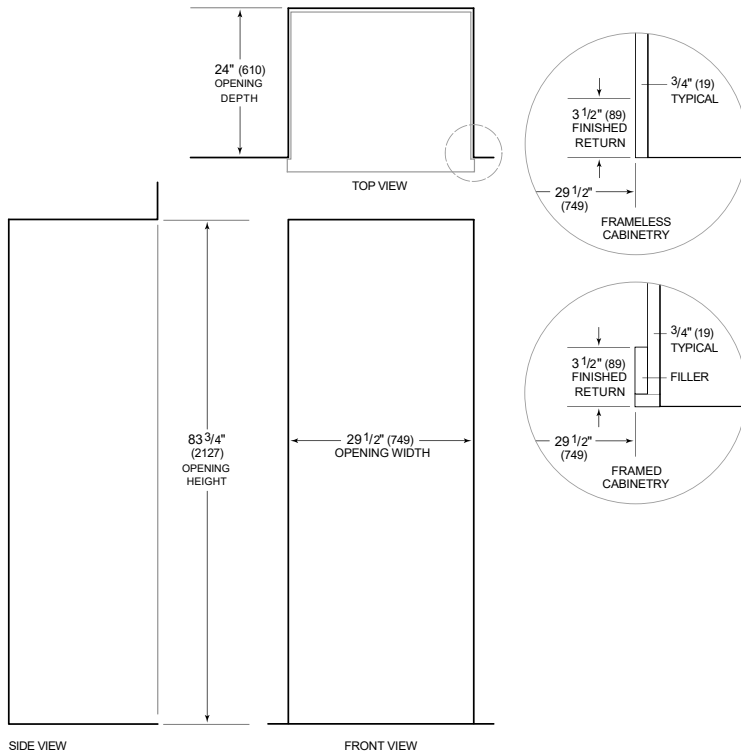 24" (610)
OPENING
DEPTH
TOP VIEW
3/4" (19)
TYPICAL
3 1/2" (89)
FINISHED
RETURN
29 1/2"
(749)
FRAMELESS
CABINETRY
3/4" (19)
TYPICAL
3 1/2" (89)
FINISHED
RETURN
FILLER
29 1/2"
(749)
FRAMED
CABINETRY
83 3/4"
(2127)
OPENING
HEIGHT
29 1/2" (749)
OPENING WIDTH
SIDE VIEW
FRONT VIEW